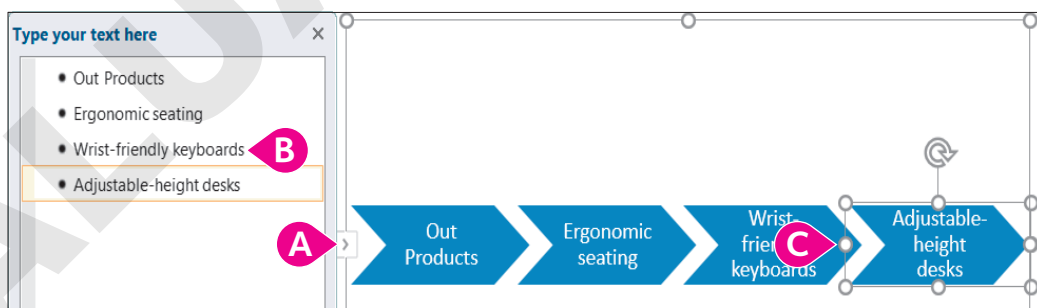 Type your text here
Out Products
Ergonomic seating
Wrist-friendly keyboards
B
Adjustable-height desks
A
Out
Products
Ergonomic
seating
Wrist-
frien
keyboards
C
Adjustable-
height
desks